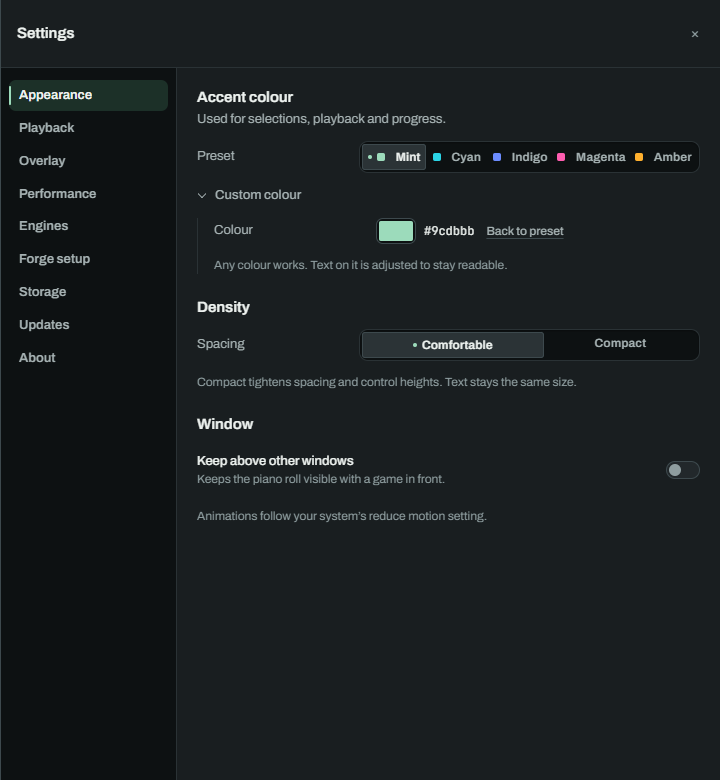 Settings
×
Appearance
Playback
Overlay
Performance
Engines
Forge setup
Storage
Updates
About
Accent colour
Used for selections, playback and progress.
Preset
Mint Cyan Indigo Magenta Amber
Custom colour
Colour #9cdbbb Back to preset
Any colour works. Text on it is adjusted to stay readable.
Density
Spacing Comfortable Compact
Compact tightens spacing and control heights. Text stays the same size.
Window
Keep above other windows
Keeps the piano roll visible with a game in front.
Animations follow your system's reduce motion setting.